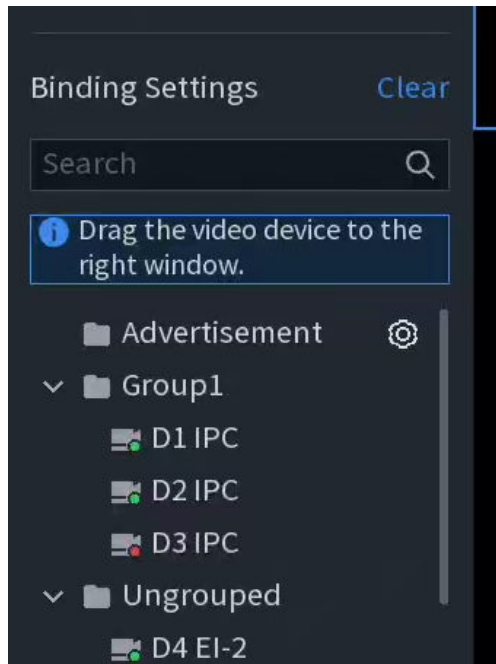 Binding Settings Clear
Search
Drag the video device to the
right window.
Advertisement
Group1
D1 IPC
D2 IPC
D3 IPC
Ungrouped
D4 EI-2